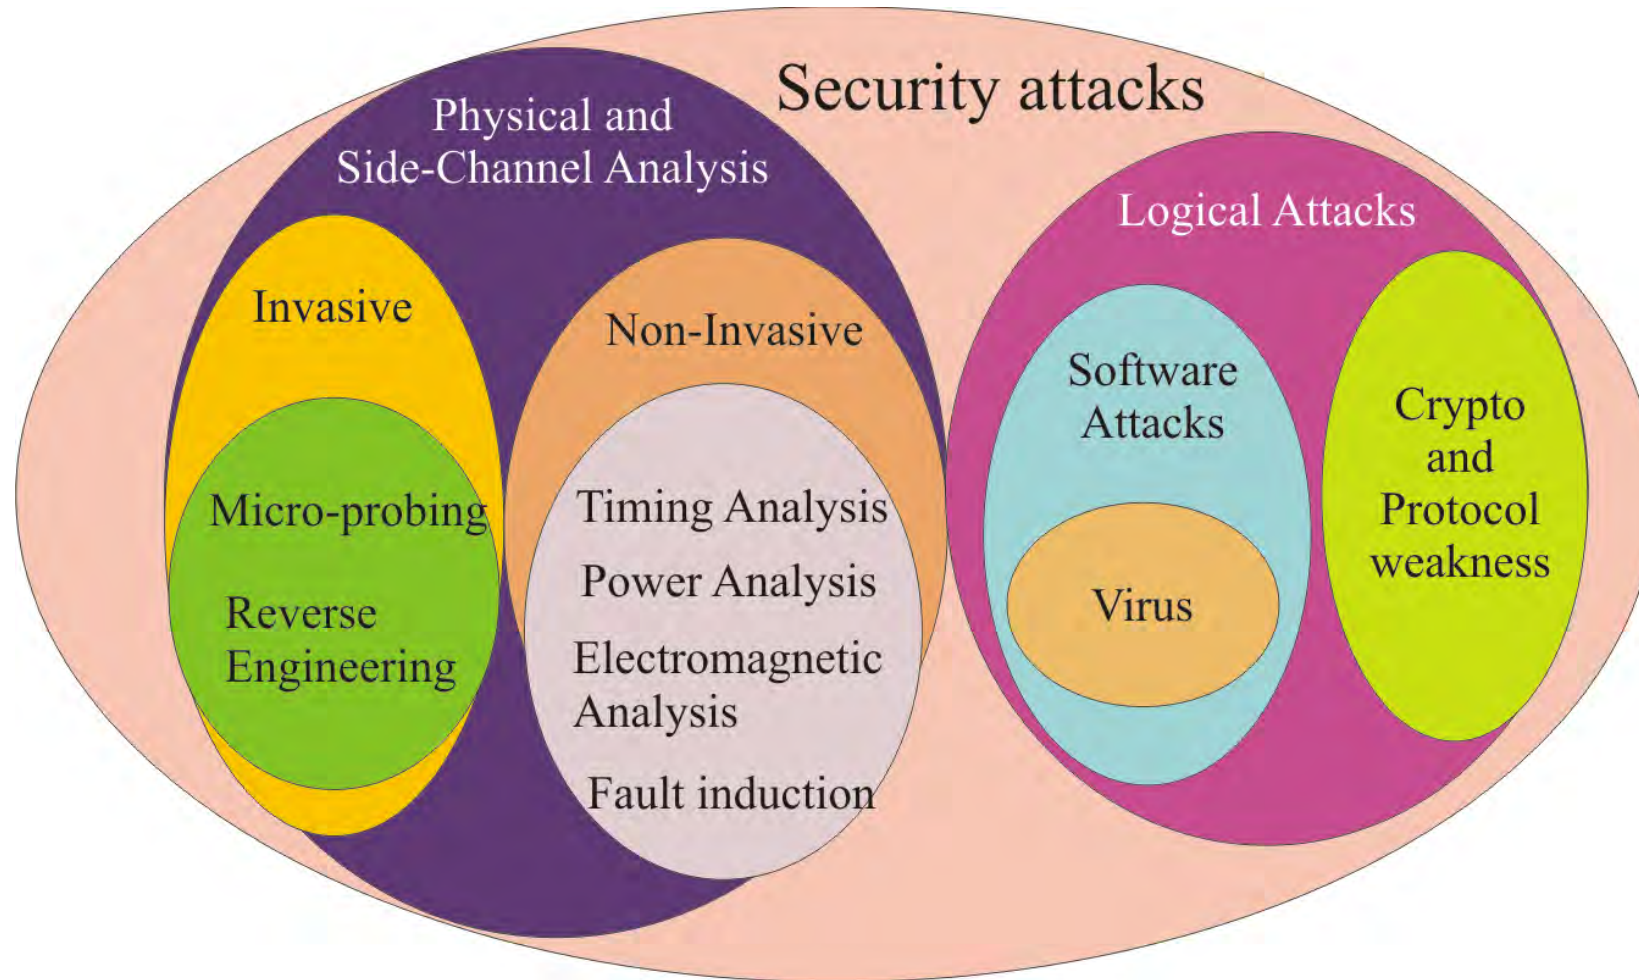 Security attacks
Physical and
Side-Channel Analysis
Invasive
Micro-probing
Reverse
Engineering
Non-Invasive
Timing Analysis
Power Analysis
Electromagnetic
Analysis
Fault induction
Logical Attacks
Software
Attacks
Virus
Crypto
and
Protocol
weakness